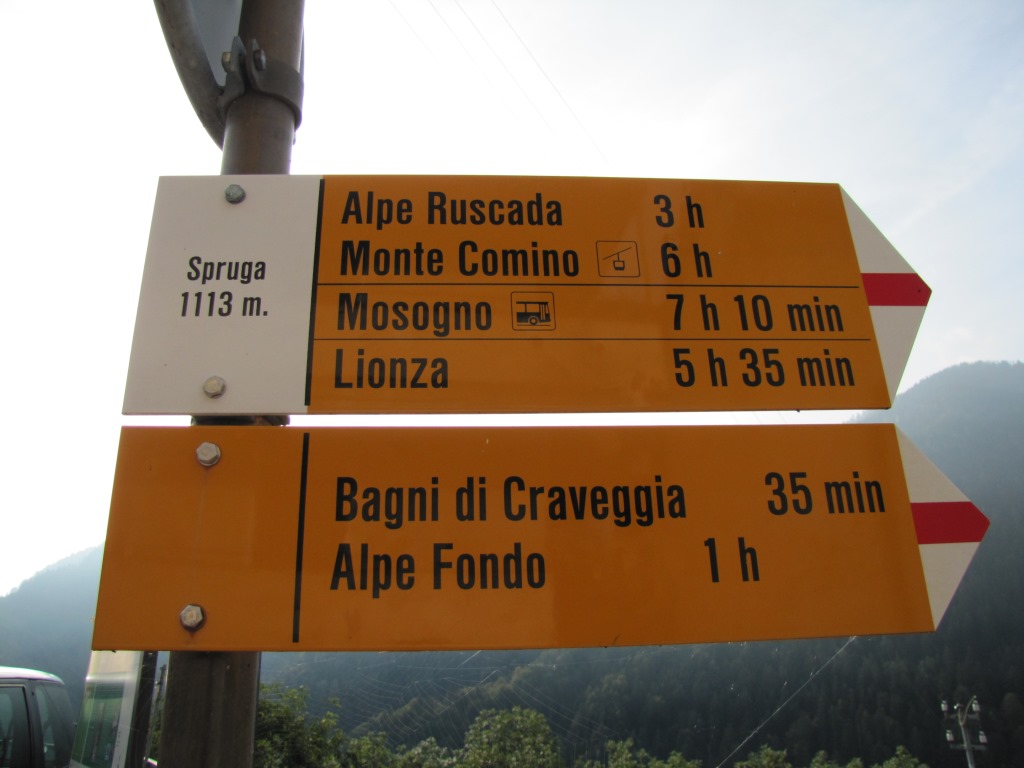 Spruga
1113 m.
Alpe Ruscada 3 h
Monte Comino 6 h
Mosogno 7 h 10 min
Lionza 5 h 35 min
Bagni di Craveggia 35 min
Alpe Fondo 1 h